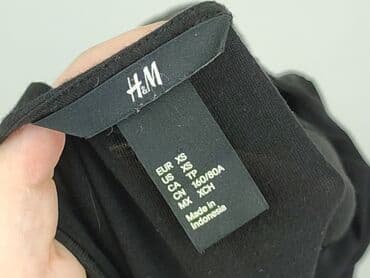 H&M
EUR XS
US XS
CA TP
CN 160/80A
MX XCH
Made in
Indonesia